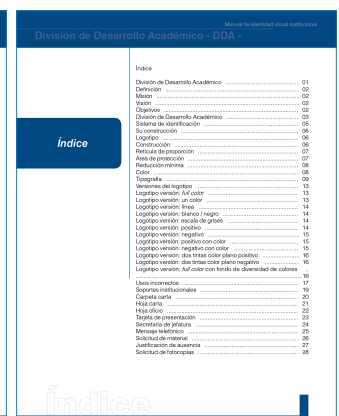 Manual de identidad visual institucional
División de Desarrollo Académico - DDA -
Índice
Índice
División de Desarrollo Académico 01
Definición 02
Misión 02
Visión 02
Objetivos 02
División de Desarrollo Académico 03
Sistema de identificación 05
Su construcción 06
Logotipo 06
Construcción 06
Retícula de proporción 07
Área de protección 07
Reducción mínima 08
Color 08
Tipografía 09
Versiones del logotipo 13
Logotipo versión: full color 13
Logotipo versión: un color 13
Logotipo versión: línea 14
Logotipo versión: blanco / negro 14
Logotipo versión: escala de grises 14
Logotipo versión: positivo 14
Logotipo versión: negativo 15
Logotipo versión: positivo con color 15
Logotipo versión: negativo con color 15
Logotipo versión: dos tintas color plano positivo 16
Logotipo versión: dos tintas color plano negativo 16
Logotipo versión: full color con fondo de diversidad de colores
16
Usos incorrectos 17
Soportes institucionales 19
Carpeta carta 20
Hoja carta 21
Hoja oficio 22
Tarjeta de presentación 23
Secretaría de jefatura 24
Mensaje telefónico 25
Solicitud de material 26
Justificación de ausencia 27
Solicitud de fotocopias 28
Índice